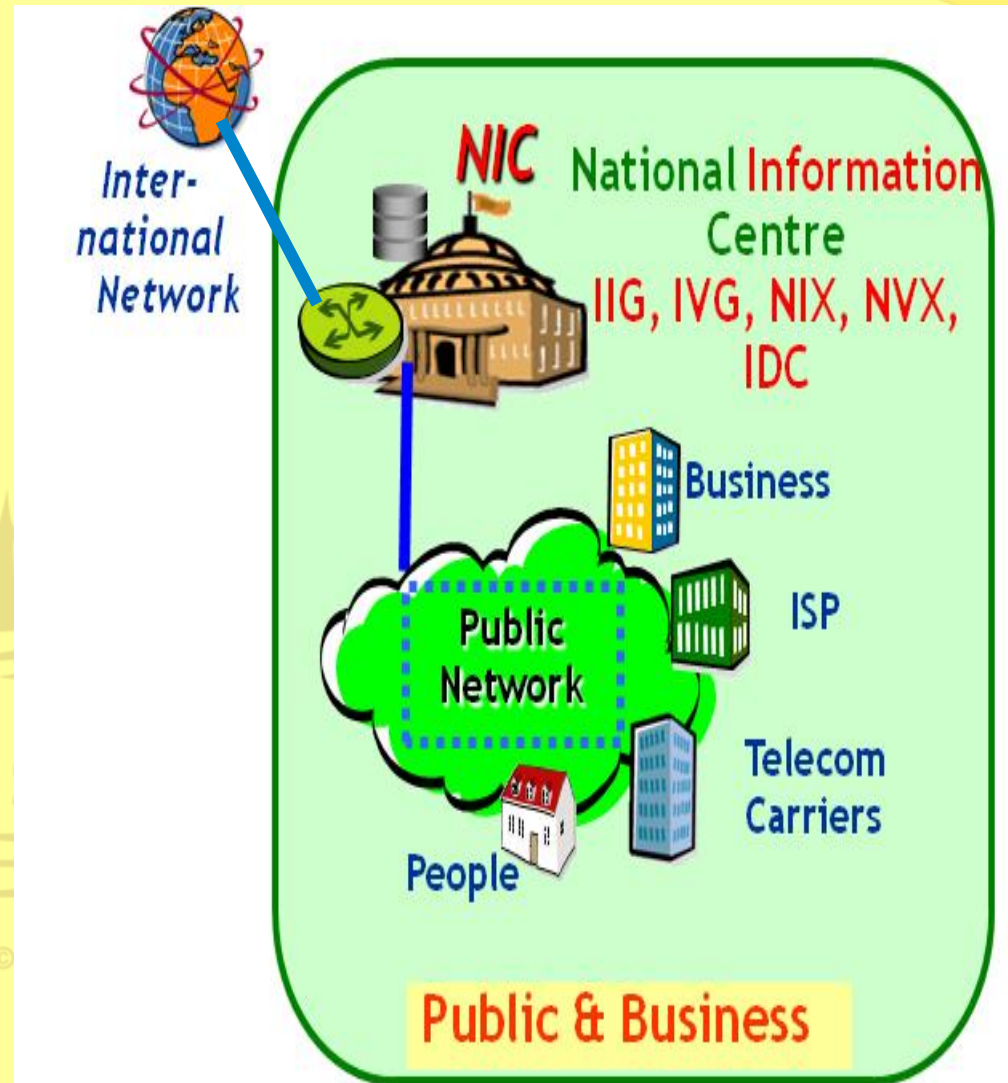 Inter-
national
Network
NIC
National Information
Centre
IIG, IVG, NIX, NVX,
IDC
Business
ISP
Public
Network
Telecom
Carriers
People
©
Public & Business